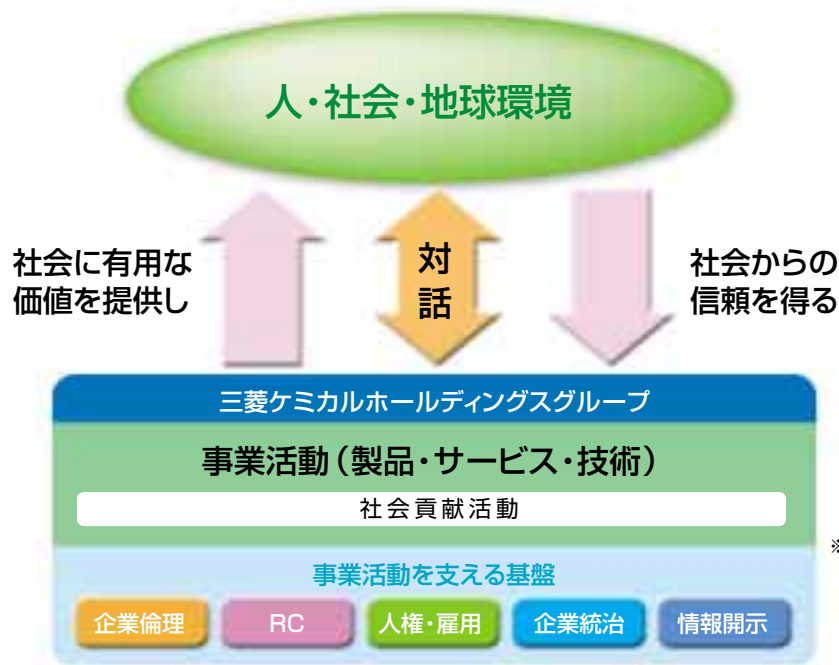 人・社会・地球環境
社会に有用な
価値を提供し
対
話
社会からの
信頼を得る
三菱ケミカルホールディングスグループ
事業活動（製品・サービス・技術）
社会貢献活動
※
事業活動を支える基盤
企業倫理
RC
人権・雇用
企業統治
情報開示